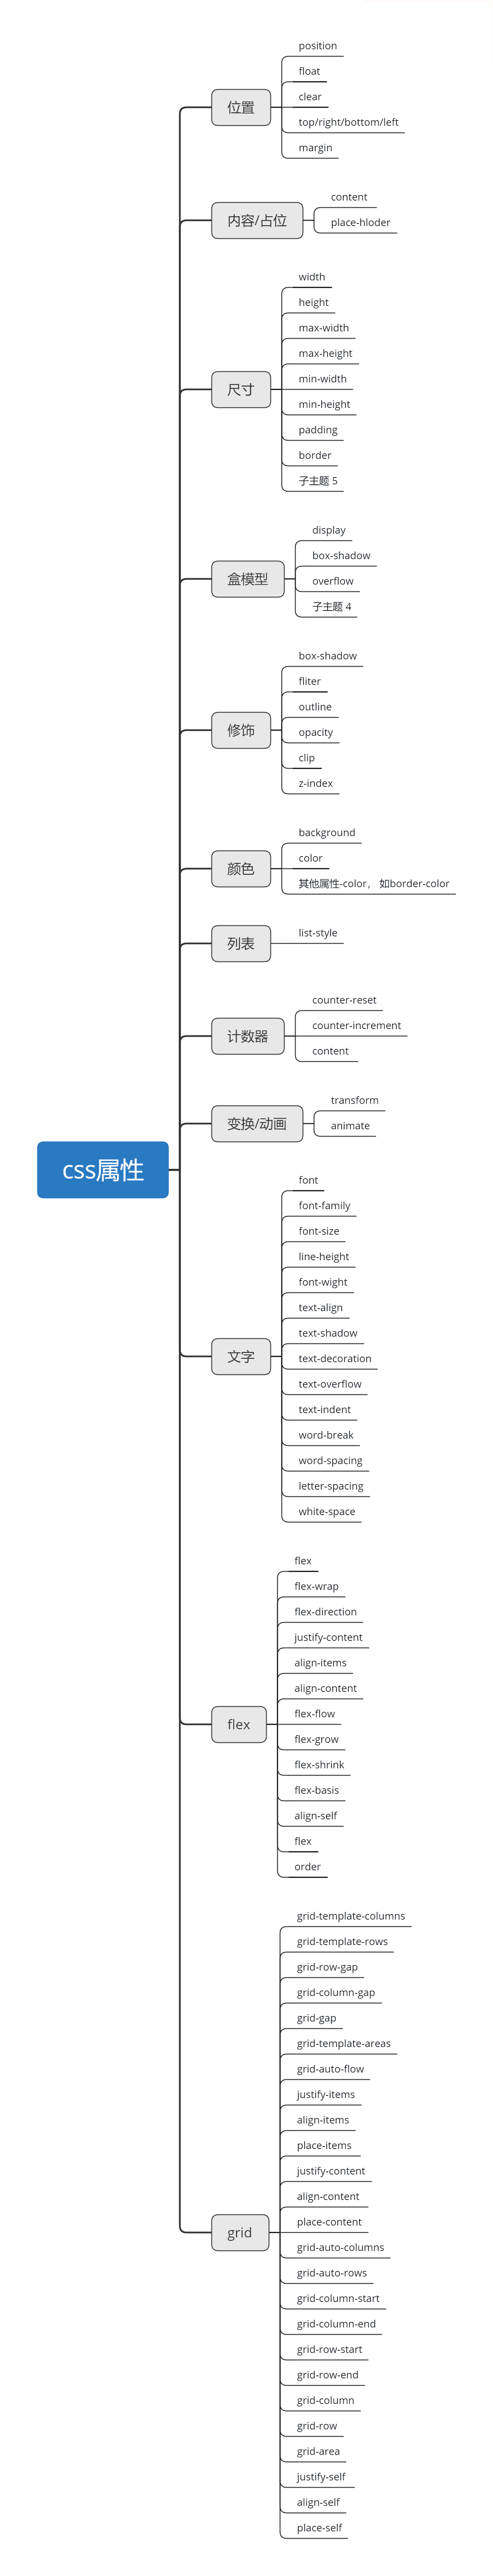 position
float
clear
top/right/bottom/left
margin
位置
content
place-hloder
内容/占位
width
height
max-width
max-height
min-width
min-height
padding
border
子主题 5
尺寸
display
box-shadow
overflow
子主题 4
盒模型
box-shadow
fliter
outline
opacity
clip
z-index
修饰
background
color
其他属性-color， 如border-color
颜色
list-style
列表
counter-reset
counter-increment
content
计数器
transform
animate
变换/动画
css属性
font
font-family
font-size
line-height
font-wight
text-align
text-shadow
text-decoration
text-overflow
text-indent
word-break
word-spacing
letter-spacing
white-space
文字
flex
flex-wrap
flex-direction
justify-content
align-items
align-content
flex-flow
flex-grow
flex-shrink
flex-basis
align-self
flex
order
flex
grid-template-columns
grid-template-rows
grid-row-gap
grid-column-gap
grid-gap
grid-template-areas
grid-auto-flow
justify-items
align-items
place-items
justify-content
align-content
place-content
grid-auto-columns
grid-auto-rows
grid-column-start
grid-column-end
grid-row-start
grid-row-end
grid-column
grid-row
grid-area
justify-self
align-self
place-self
grid